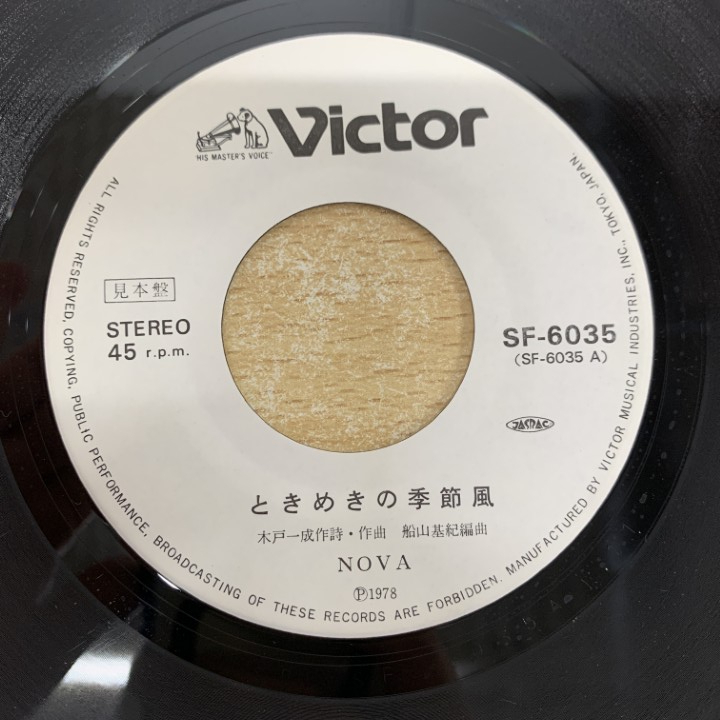 Victor
"HIS MASTER'S VOICE"
見本盤
STEREO
45 r.p.m.
SF-6035
(SF-6035 A)
JASRAC
ときめきの季節風
木戸一成作詩・作曲 船山基紀編曲
NOVA
Ⓟ1978
ALL RIGHTS RESERVED, COPYING, PUBLIC PERFORMANCE, BROADCASTING OF THESE RECORDS ARE FORBIDDEN. MANUFACTURED BY VICTOR MUSICAL INDUSTRIES, INC., TOKYO, JAPAN.